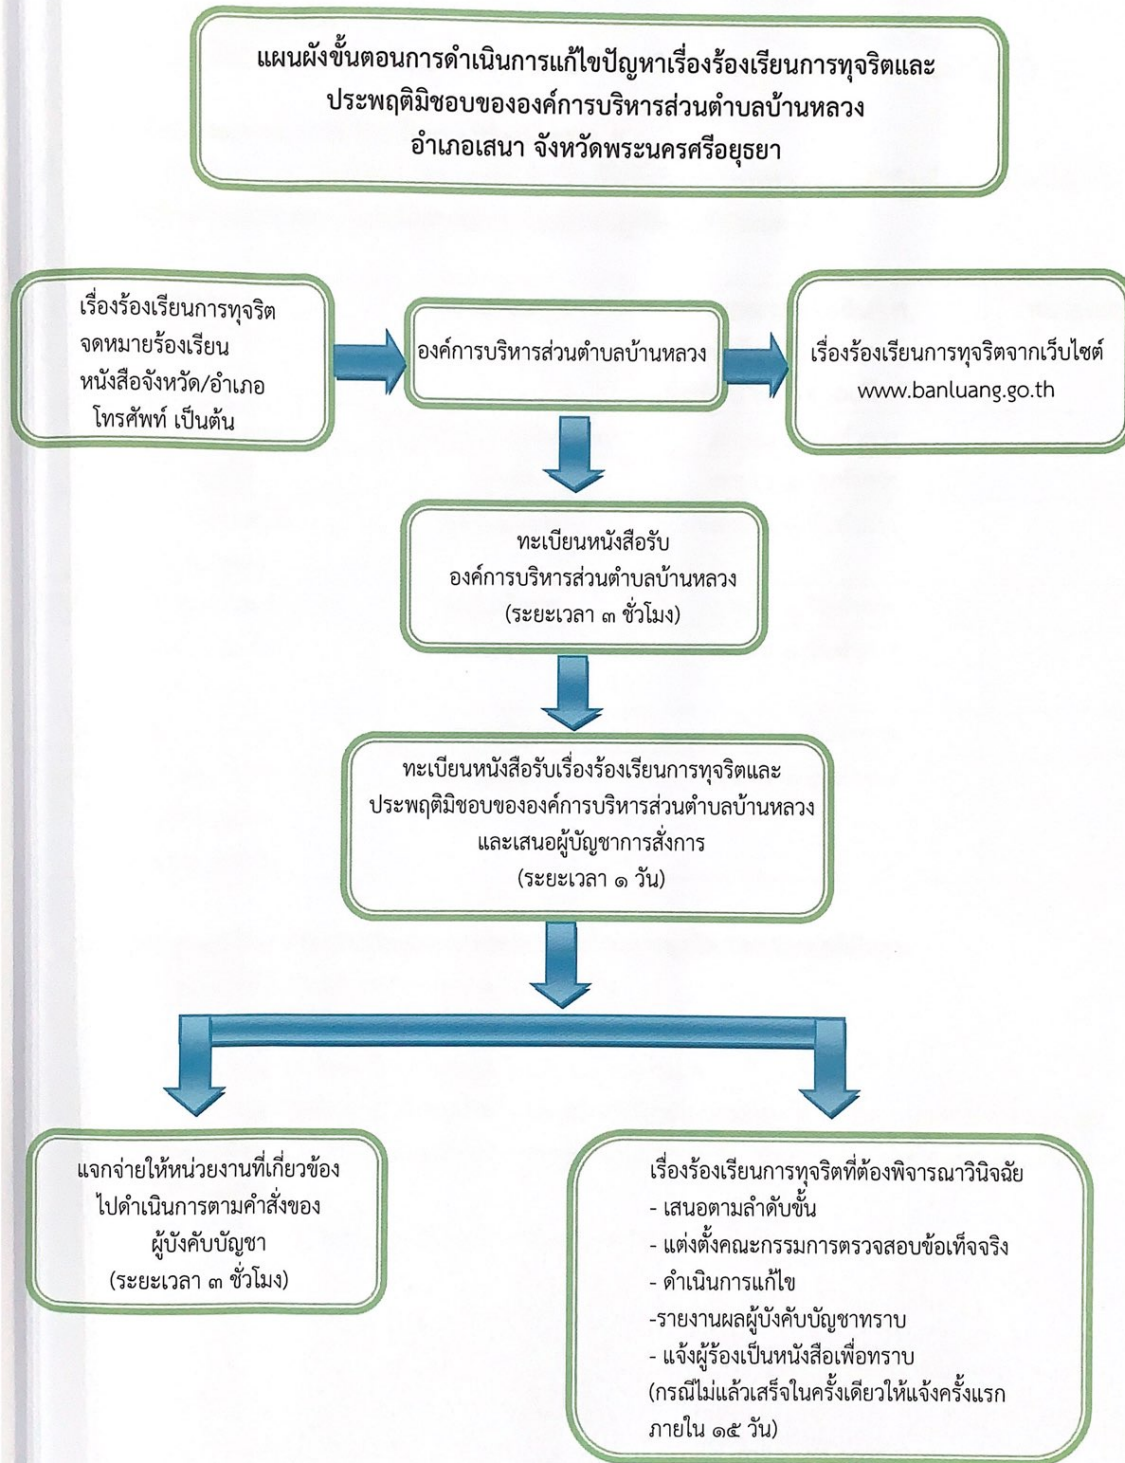 แผนผังขั้นตอนการดำเนินการแก้ไขปัญหาเรื่องร้องเรียนการทุจริตและ
ประพฤติมิชอบขององค์การบริหารส่วนตำบลบ้านหลวง
อำเภอเสนา จังหวัดพระนครศรีอยุธยา
เรื่องร้องเรียนการทุจริต
จดหมายร้องเรียน
หนังสือจังหวัด/อำเภอ
โทรศัพท์ เป็นต้น
องค์การบริหารส่วนตำบลบ้านหลวง
เรื่องร้องเรียนการทุจริตจากเว็บไซต์
www.banluang.go.th
ทะเบียนหนังสือรับ
องค์การบริหารส่วนตำบลบ้านหลวง
(ระยะเวลา ๓ ชั่วโมง)
ทะเบียนหนังสือรับเรื่องร้องเรียนการทุจริตและ
ประพฤติมิชอบขององค์การบริหารส่วนตำบลบ้านหลวง
และเสนอผู้บัญชาการสั่งการ
(ระยะเวลา ๑ วัน)
แจกจ่ายให้หน่วยงานที่เกี่ยวข้อง
ไปดำเนินการตามคำสั่งของ
ผู้บังคับบัญชา
(ระยะเวลา ๓ ชั่วโมง)
เรื่องร้องเรียนการทุจริตที่ต้องพิจารณาวินิจฉัย
- เสนอตามลำดับขั้น
- แต่งตั้งคณะกรรมการตรวจสอบข้อเท็จจริง
- ดำเนินการแก้ไข
-รายงานผลผู้บังคับบัญชาทราบ
- แจ้งผู้ร้องเป็นหนังสือเพื่อทราบ
(กรณีไม่แล้วเสร็จในครั้งเดียวให้แจ้งครั้งแรก
ภายใน ๑๕ วัน)